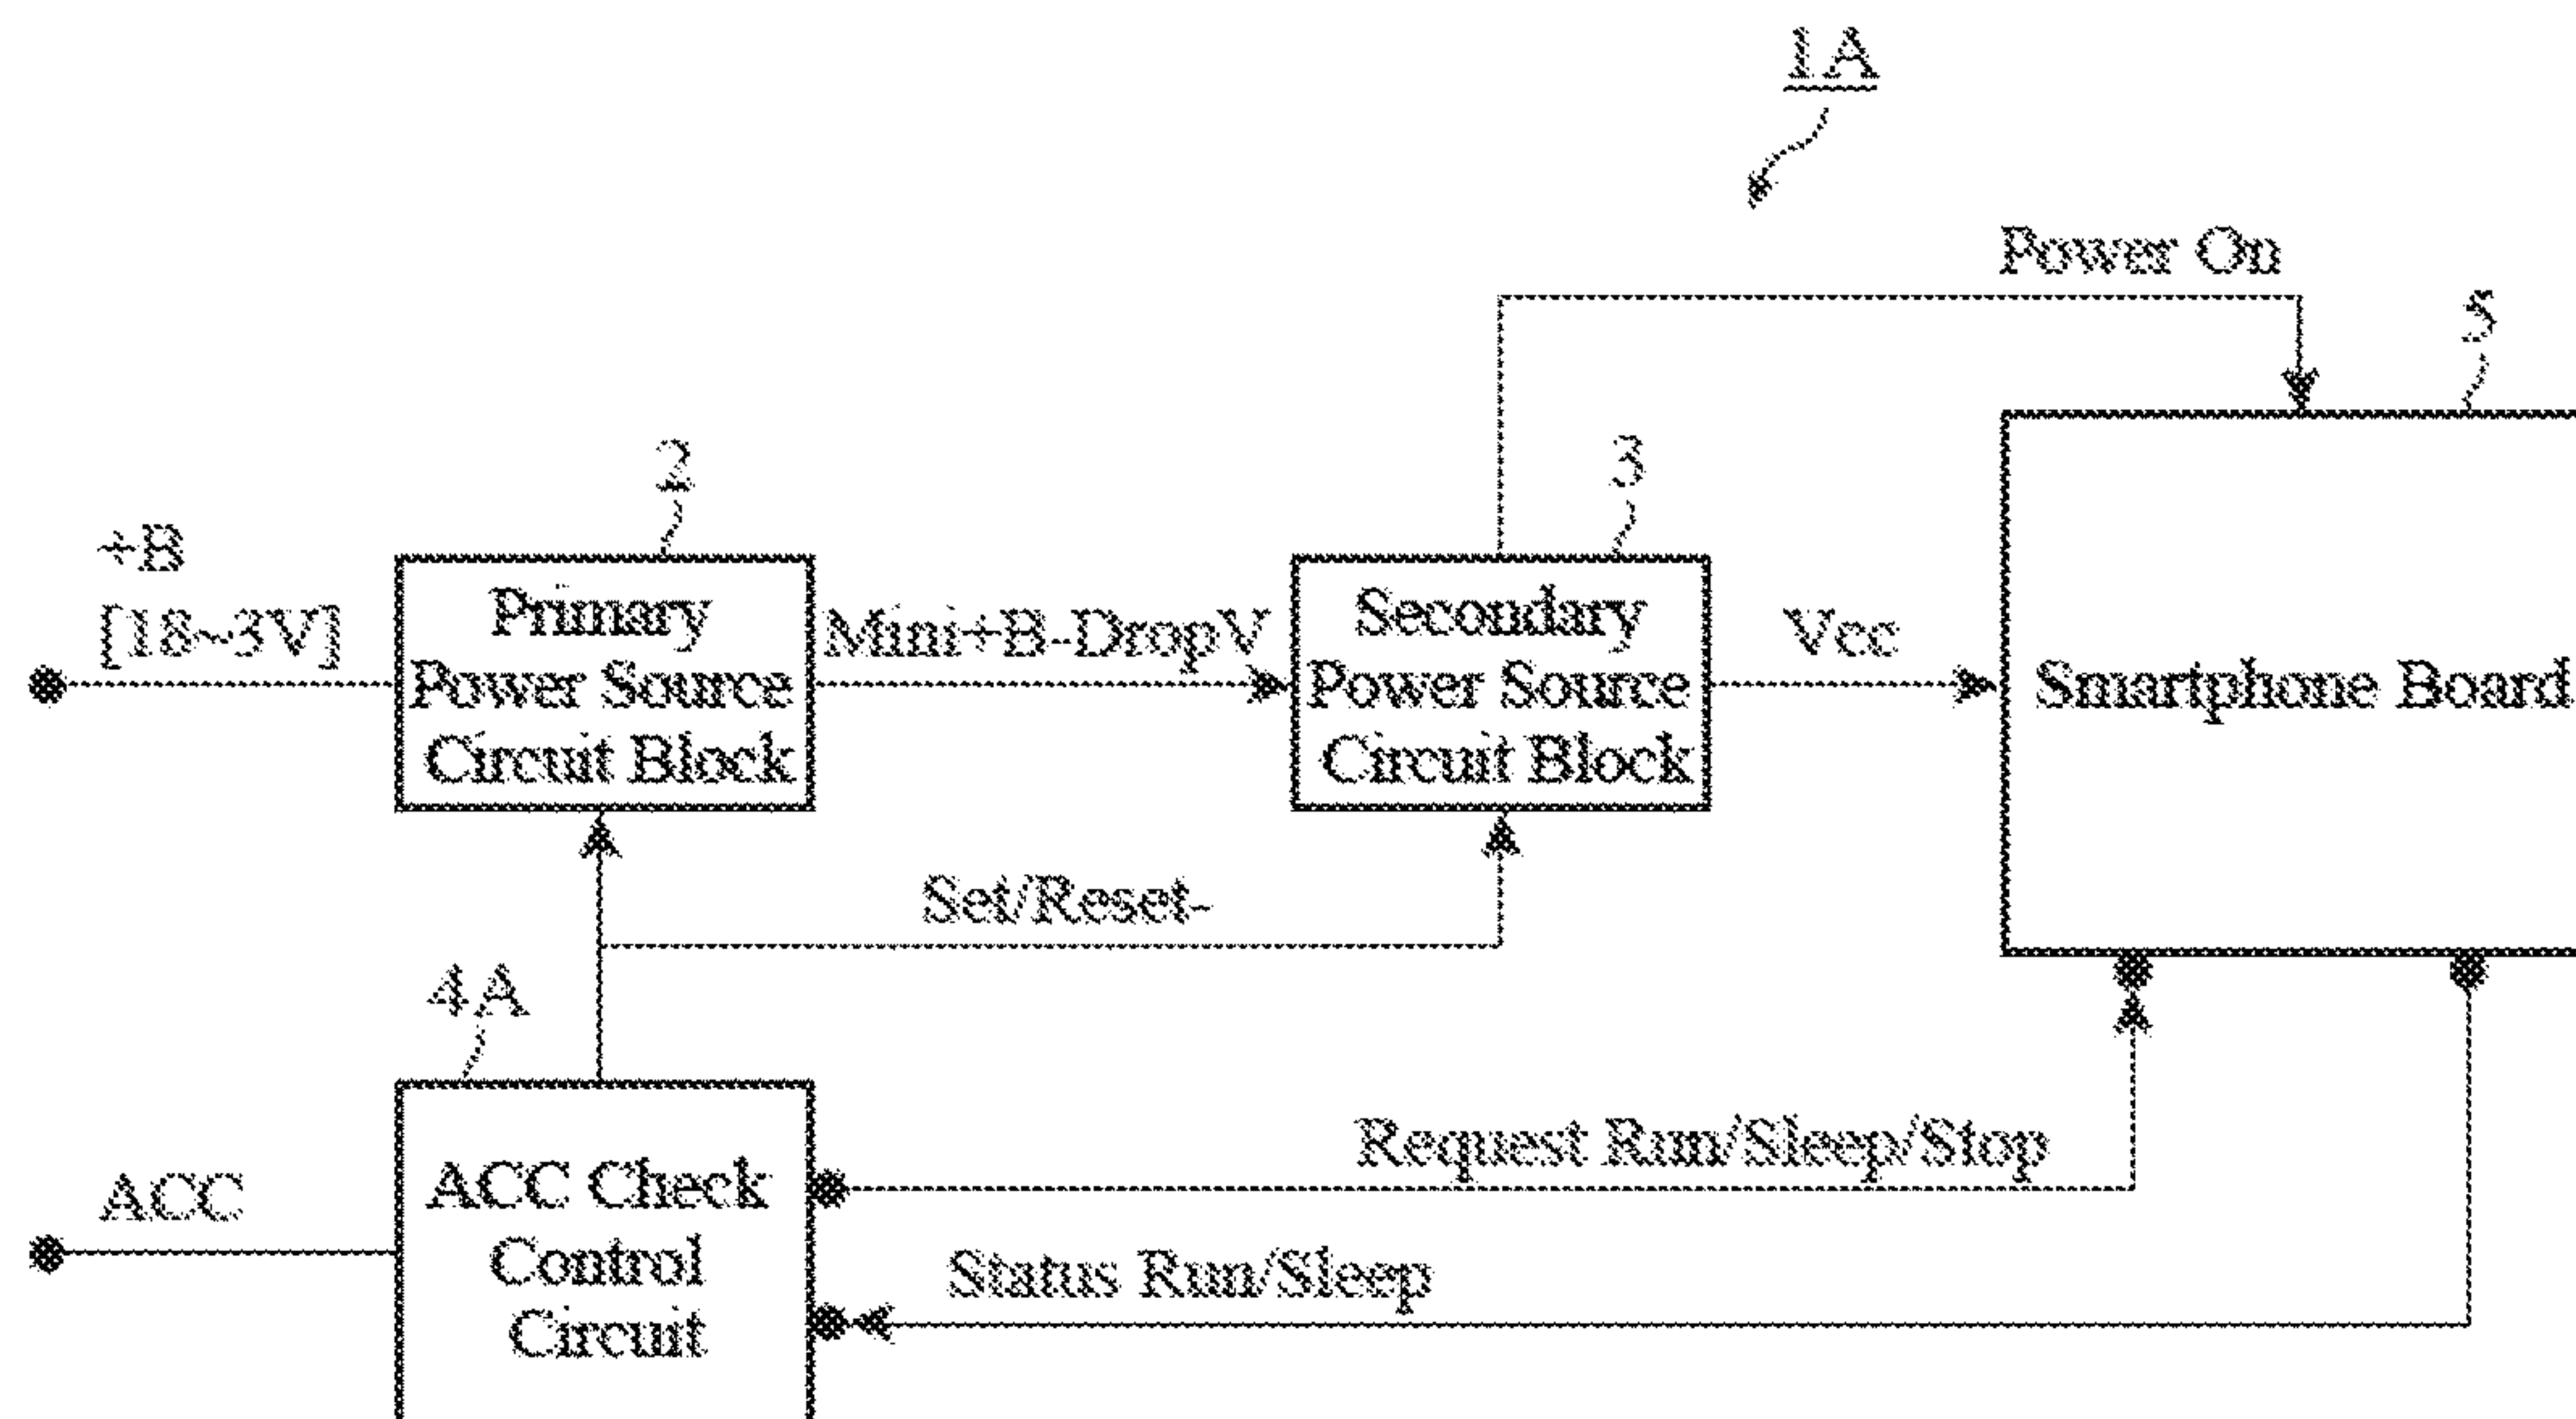 1A
Power On
5
2
3
+B
[18~3V]
Primary
Power Source
Circuit Block
Mini+B-DropV
Secondary
Power Source
Circuit Block
Vcc
Smartphone Board
Set/Reset-
4A
ACC
ACC Check
Control
Circuit
Request Run/Sleep/Stop
Status Run/Sleep